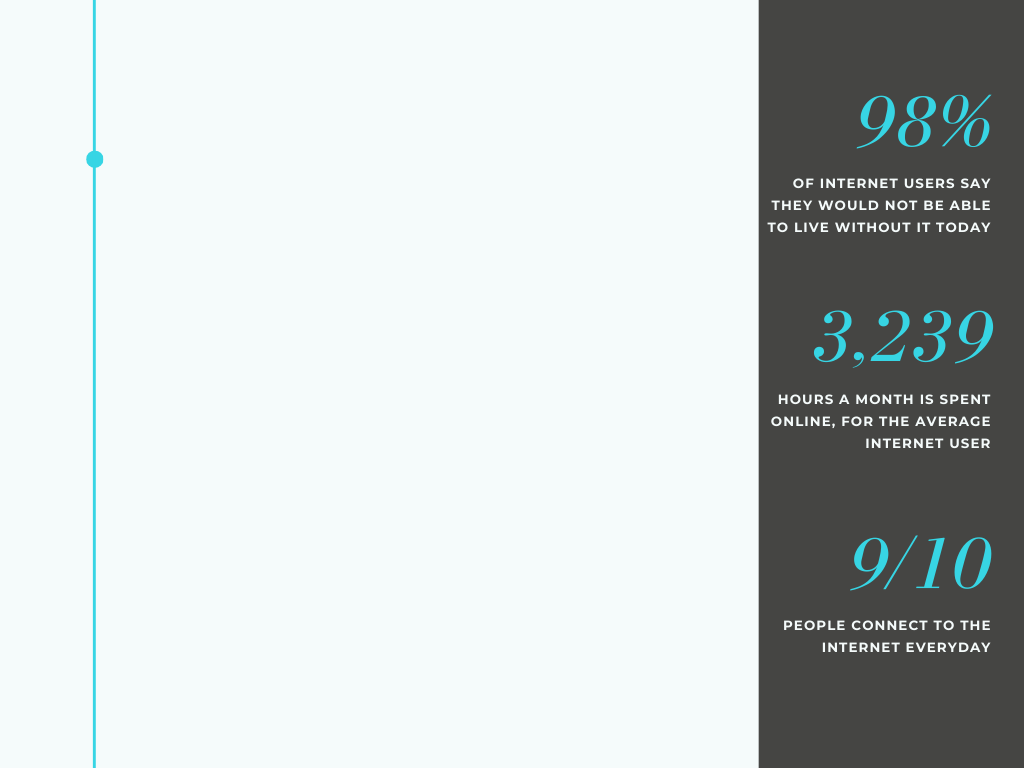 98%
OF INTERNET USERS SAY
THEY WOULD NOT BE ABLE
TO LIVE WITHOUT IT TODAY
3,239
HOURS A MONTH IS SPENT
ONLINE, FOR THE AVERAGE
INTERNET USER
9/10
PEOPLE CONNECT TO THE
INTERNET EVERYDAY